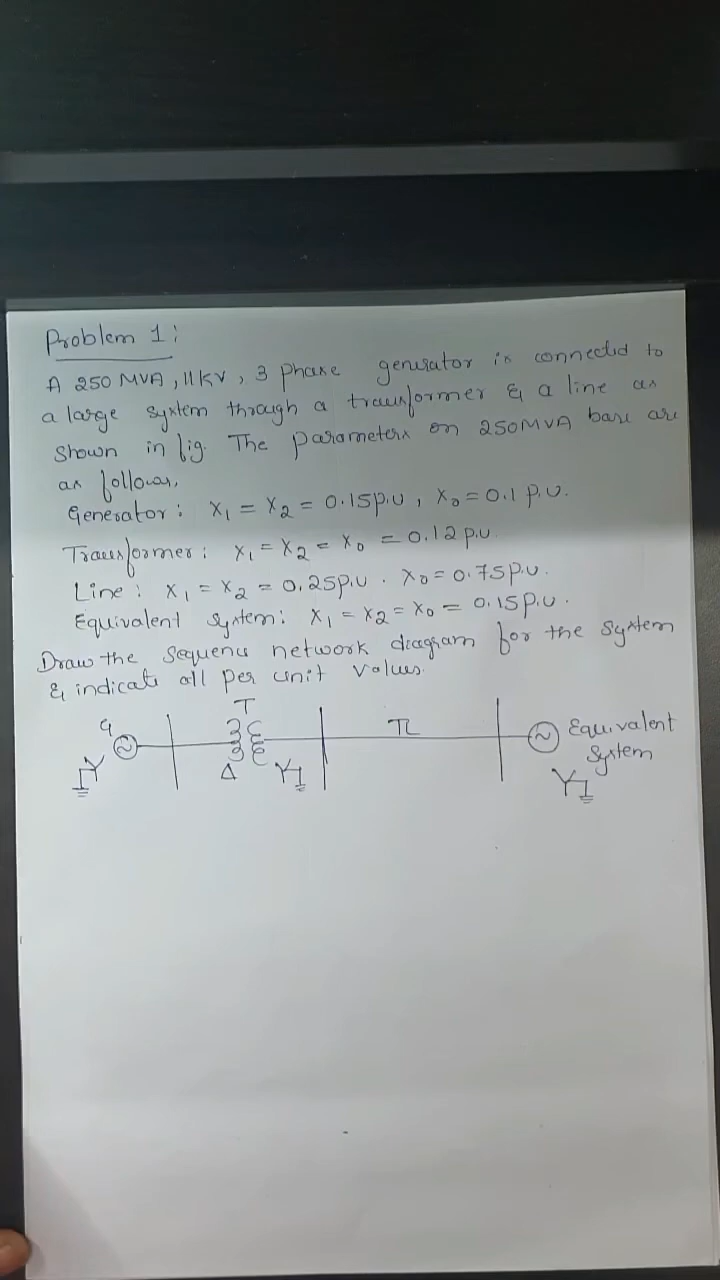 Problem 1:
A 250 MVA, 11KV, 3 phase generator is connected to
a large system through a transformer & a line as
shown in fig. The parameters on 250MVA base are
as follows.
Generator: X1 = X2 = 0.15p.u, X0 = 0.1 p.u.
Transformer: X1 = X2 = X0 = 0.12 p.u.
Line: X1 = X2 = 0.25p.u. X0 = 0.75p.u.
Equivalent System: X1 = X2 = X0 = 0.15p.u.
Draw the sequence network diagram for the system
& indicate all per unit values.
G T TL Equivalent
System
Y Δ Y Y